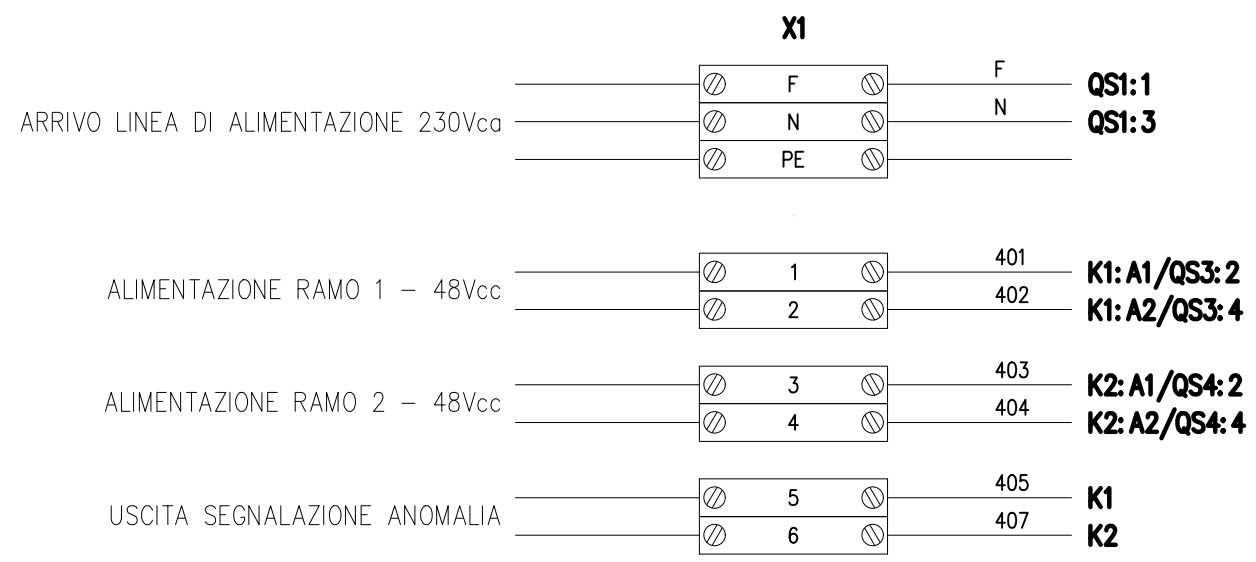 X1
F F QS1:1
ARRIVO LINEA DI ALIMENTAZIONE 230Vca N N QS1:3
PE
1 401 K1:A1/QS3:2
ALIMENTAZIONE RAMO 1 – 48Vcc
2 402 K1:A2/QS3:4
3 403 K2:A1/QS4:2
ALIMENTAZIONE RAMO 2 – 48Vcc
4 404 K2:A2/QS4:4
5 405 K1
USCITA SEGNALAZIONE ANOMALIA
6 407 K2